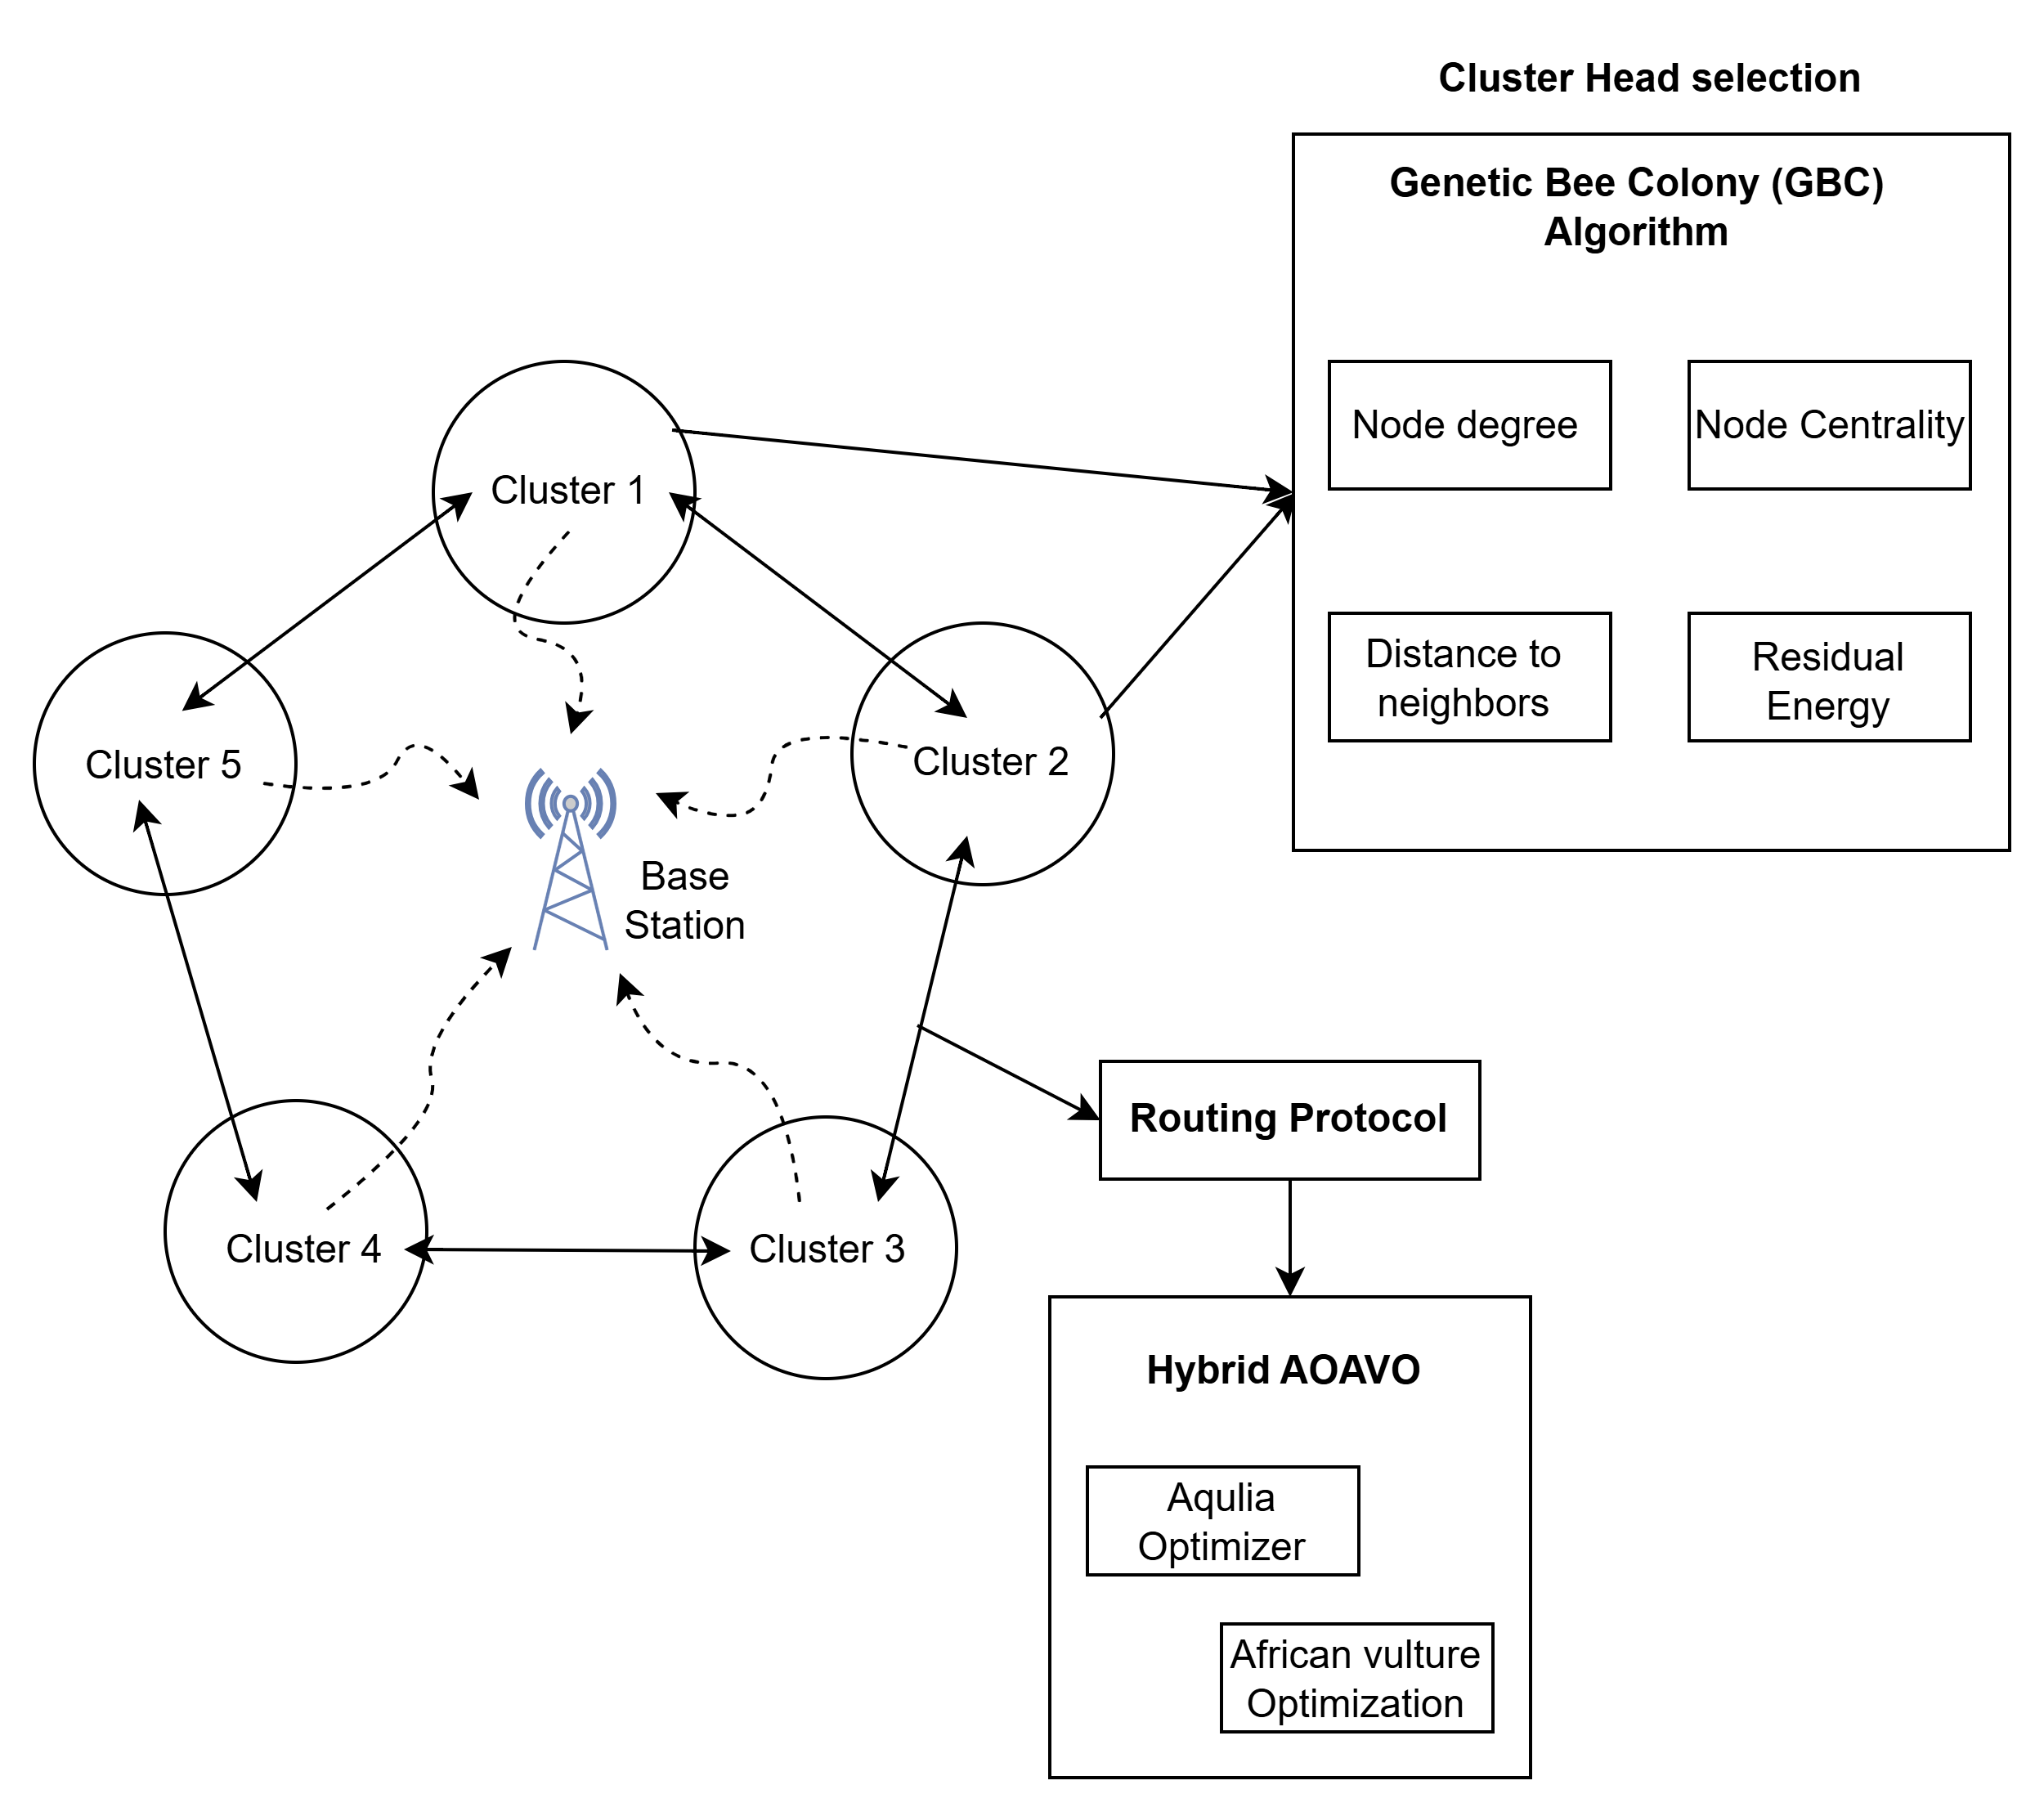 Cluster Head selection
Genetic Bee Colony (GBC)
Algorithm
Node degree
Node Centrality
Distance to
neighbors
Residual
Energy
Cluster 1
Cluster 2
Cluster 5
Base
Station
Cluster 4
Cluster 3
Routing Protocol
Hybrid AOAVO
Aqulia
Optimizer
African vulture
Optimization